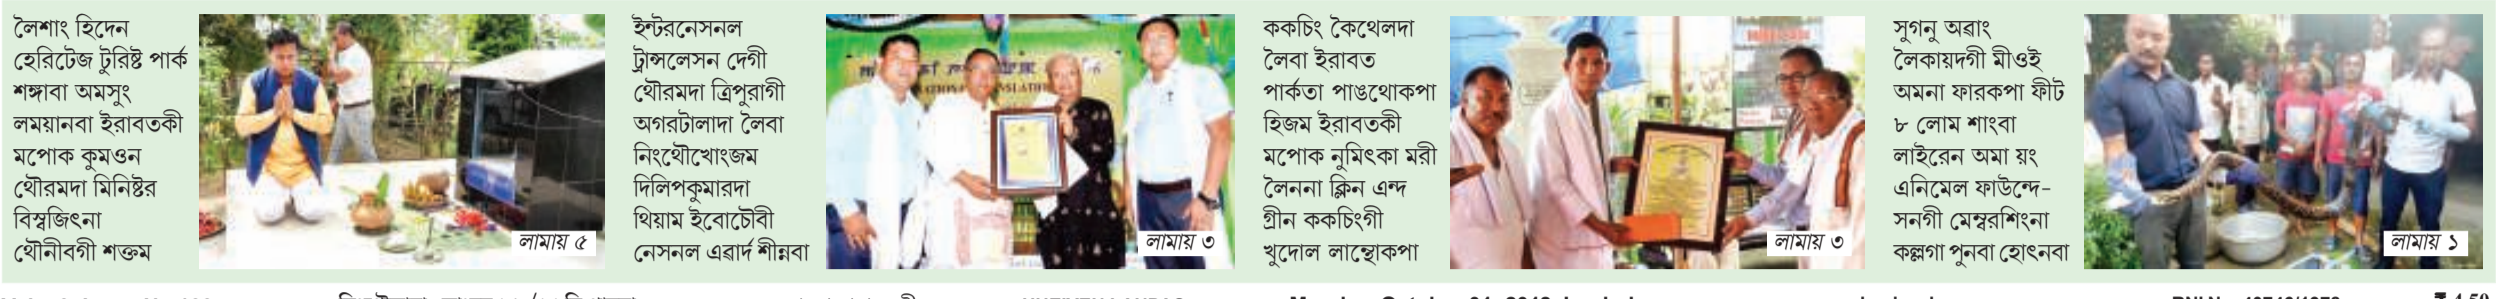 লৈশাং হিদেন
হেরিটেজ টুরিষ্ট পার্ক
শঙ্গাবা অমসুং
লময়ানবা ইরাবতকী
মপোক কুমওন
থৌরমদা মিনিষ্টর
বিস্বজিৎনা
থৌনীবগী শক্তম
লামায় ৫
ইন্টরনেসনল
ট্রান্সলেসন দেগী
থৌরমদা ত্রিপুরাগী
অগরটালাদা লৈবা
নিংথৌখোংজম
দিলিপকুমারদা
থিয়াম ইবোচৌবী
নেসনল এৱার্দ শীন্নবা
লামায় ৩
ককচিং কৈথেলদা
লৈবা ইরাবত
পার্কতা পাঙথোকপা
হিজম ইরাবতকী
মপোক নুমিৎকা মরী
লৈননা ক্লিন এন্দ
গ্রীন ককচিংগী
খুদোল লান্থোকপা
লামায় ৩
সুগনু অৱাং
লৈকায়দগী মীওই
অমনা ফারকপা ফীট
৮ লোম শাংবা
লাইরেন অমা য়ং
এনিমেল ফাউন্দে-
সনগী মেম্বরশিংনা
কল্লগা পুনবা হোৎনবা
লামায় ১